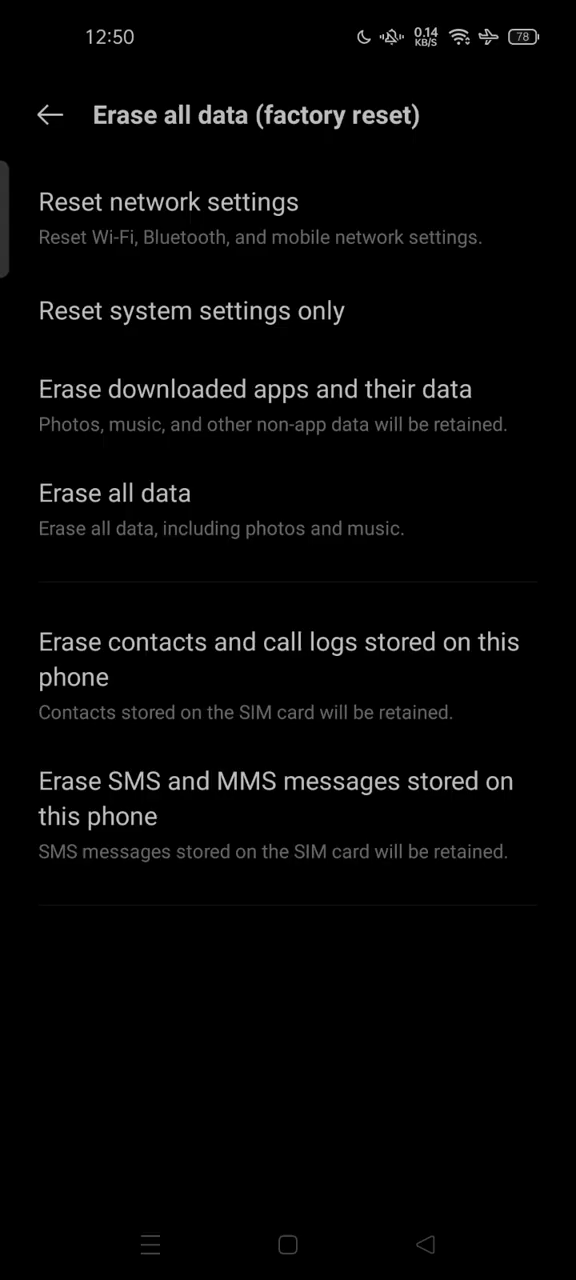 12:50
0.14
KB/S
78
Erase all data (factory reset)
Reset network settings
Reset Wi-Fi, Bluetooth, and mobile network settings.
Reset system settings only
Erase downloaded apps and their data
Photos, music, and other non-app data will be retained.
Erase all data
Erase all data, including photos and music.
Erase contacts and call logs stored on this
phone
Contacts stored on the SIM card will be retained.
Erase SMS and MMS messages stored on
this phone
SMS messages stored on the SIM card will be retained.